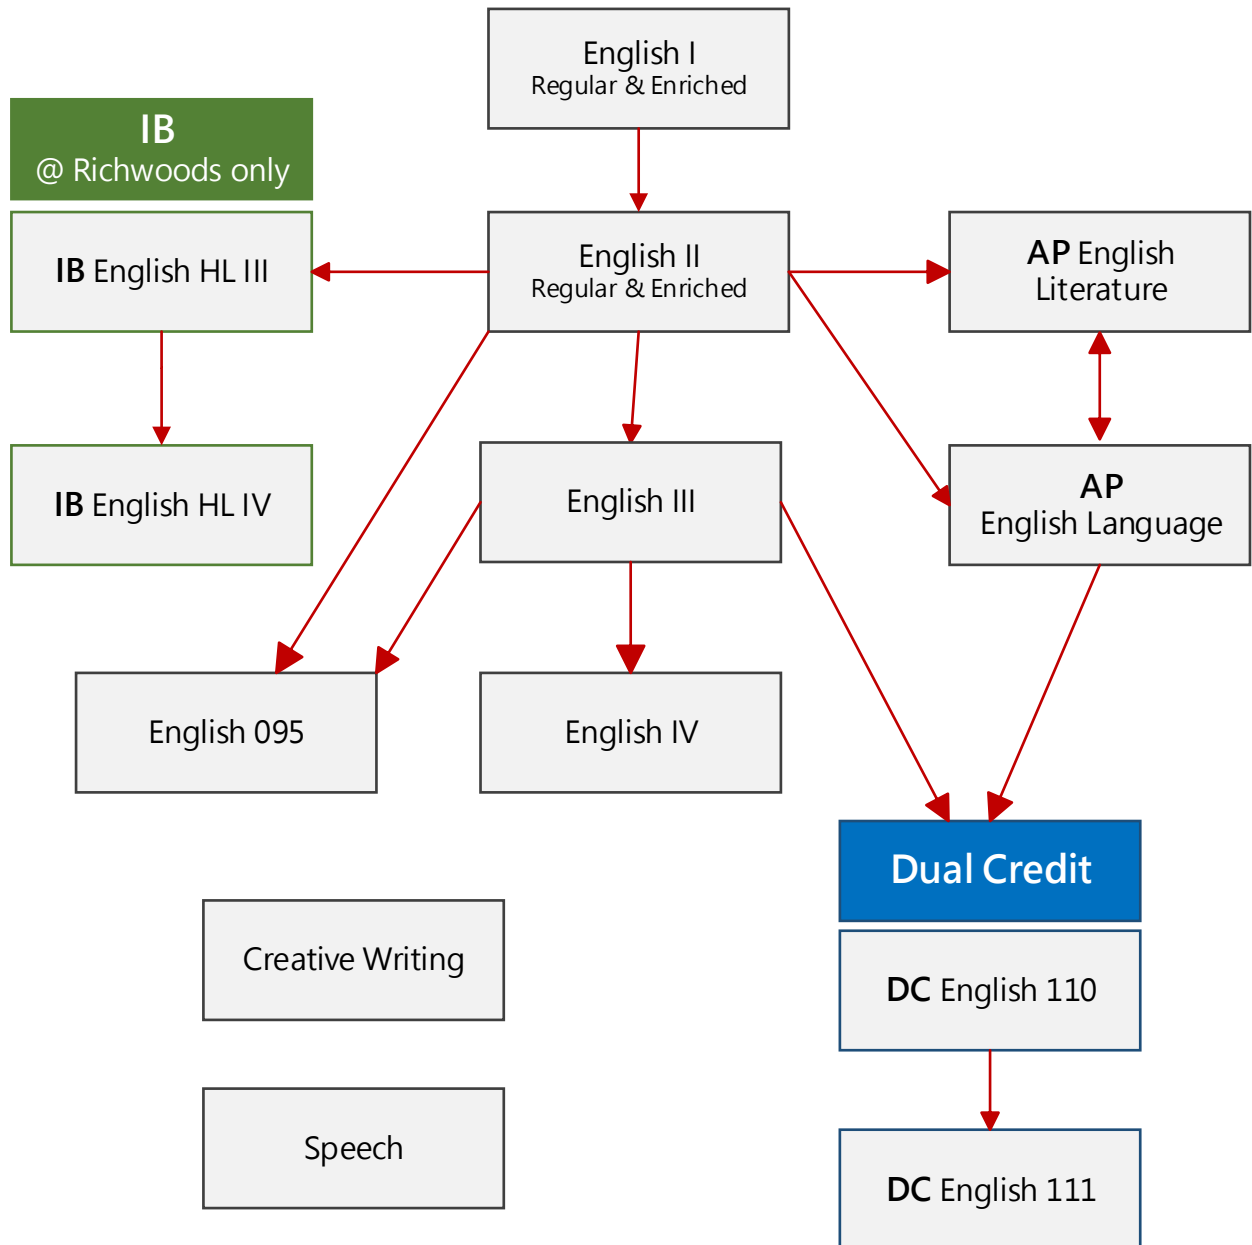 English I
Regular & Enriched
IB
@ Richwoods only
IB English HL III
English II
Regular & Enriched
AP English
Literature
IB English HL IV
English III
AP
English Language
English 095
English IV
Dual Credit
Creative Writing
DC English 110
Speech
DC English 111